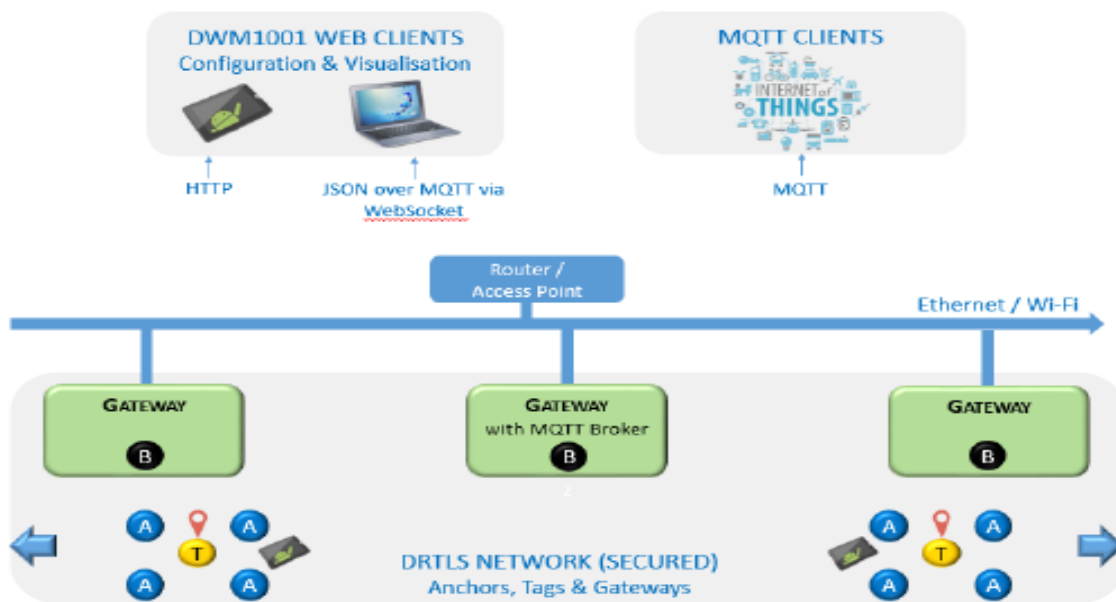 DWM1001 WEB CLIENTS
Configuration & Visualisation
MQTT CLIENTS
INTERNET of
THINGS
HTTP
JSON over MQTT via
WebSocket
MQTT
Router /
Access Point
Ethernet / Wi-Fi
GATEWAY
B
GATEWAY
with MQTT Broker
B
2
GATEWAY
B
A
A
T
A
A
A
A
T
A
A
DRTLS NETWORK (SECURED)
Anchors, Tags & Gateways